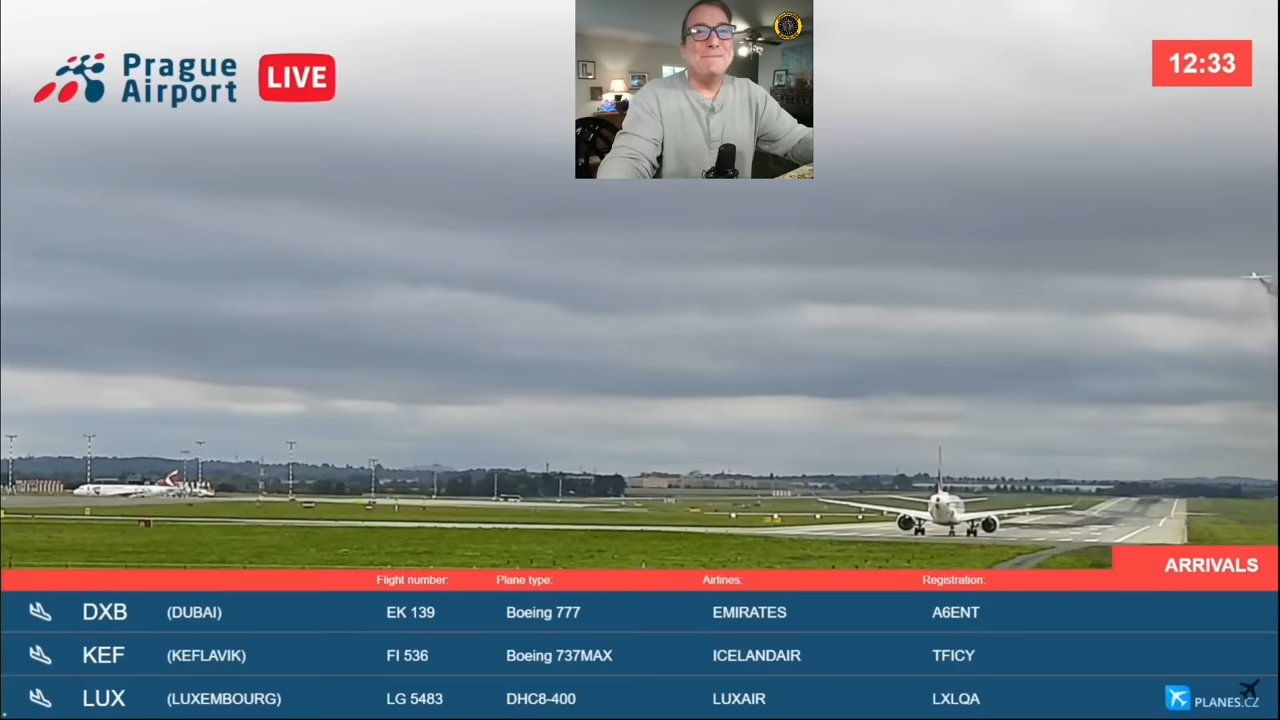 Prague
Airport
LIVE
12:33
ARRIVALS
Flight number: Plane type: Airlines: Registration:
DXB (DUBAI) EK 139 Boeing 777 EMIRATES A6ENT
KEF (KEFLAVIK) FI 536 Boeing 737MAX ICELANDAIR TFICY
LUX (LUXEMBOURG) LG 5483 DHC8-400 LUXAIR LXLQA
PLANES.CZ